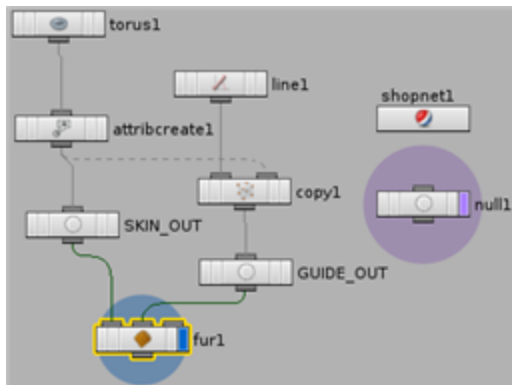 torus1
line1
shopnet1
attribcreate1
copy1
null1
SKIN_OUT
GUIDE_OUT
fur1